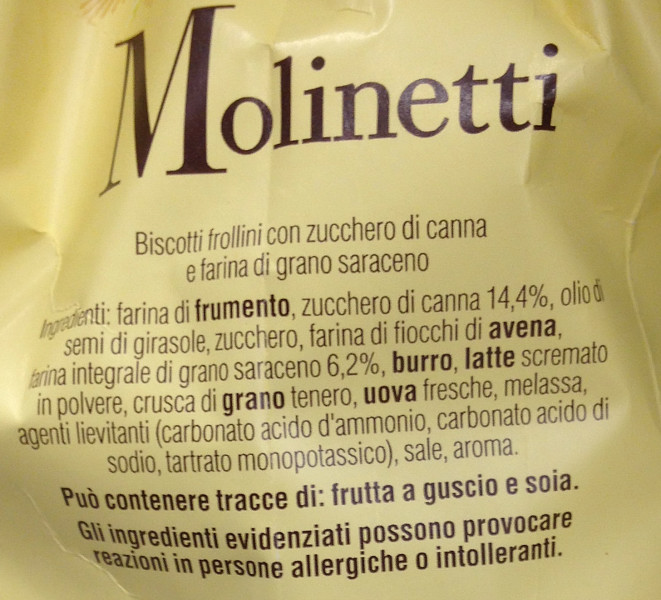 Molinetti
Biscotti frollini con zucchero di canna
e farina di grano saraceno
Ingredienti: farina di frumento, zucchero di canna 14,4%, olio di
semi di girasole, zucchero, farina di fiocchi di avena,
farina integrale di grano saraceno 6,2%, burro, latte scremato
in polvere, crusca di grano tenero, uova fresche, melassa,
agenti lievitanti (carbonato acido d'ammonio, carbonato acido di
sodio, tartrato monopotassico), sale, aroma.
Può contenere tracce di: frutta a guscio e soia.
Gli ingredienti evidenziati possono provocare
reazioni in persone allergiche o intolleranti.